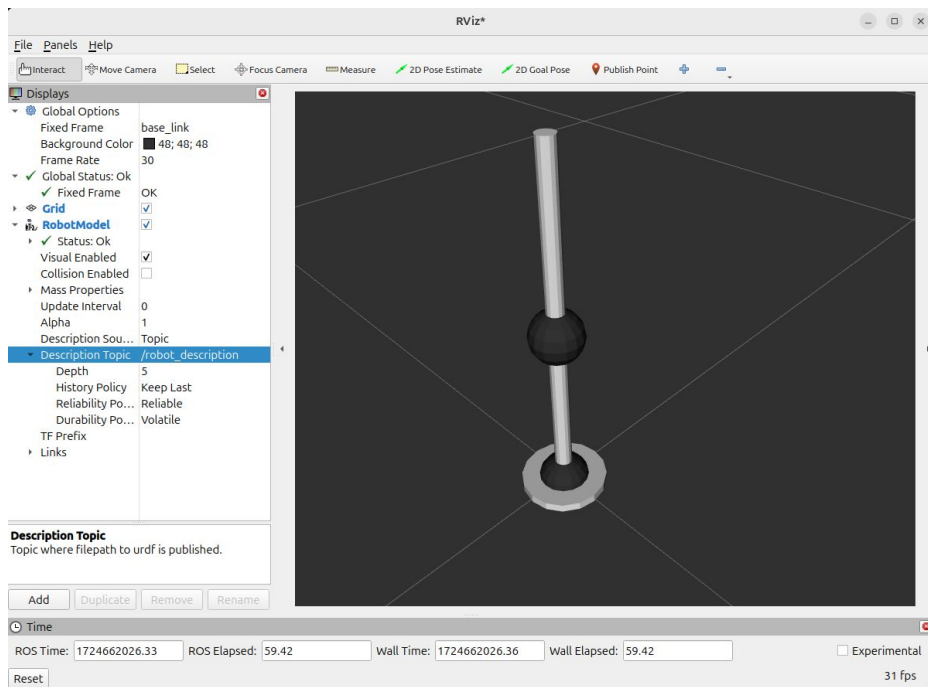 RViz*
File Panels Help
Interact Move Camera Select Focus Camera Measure 2D Pose Estimate 2D Goal Pose Publish Point
Displays
Global Options
Fixed Frame base_link
Background Color 48; 48; 48
Frame Rate 30
Global Status: Ok
Fixed Frame OK
Grid
RobotModel
Status: Ok
Visual Enabled
Collision Enabled
Mass Properties
Update Interval 0
Alpha 1
Description Sou... Topic
Description Topic /robot_description
Depth 5
History Policy Keep Last
Reliability Po... Reliable
Durability Po... Volatile
TF Prefix
Links
Description Topic
Topic where filepath to urdf is published.
Add Duplicate Remove Rename
Time
ROS Time: 1724662026.33 ROS Elapsed: 59.42 Wall Time: 1724662026.36 Wall Elapsed: 59.42 Experimental
Reset 31 fps